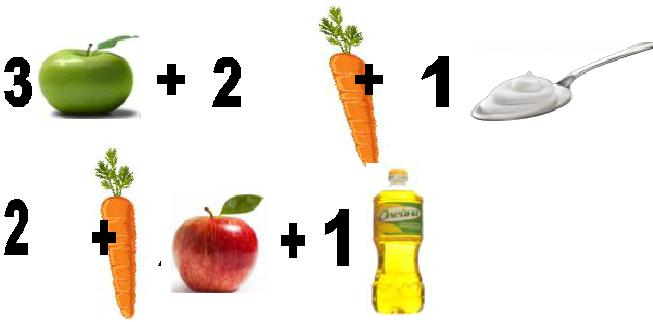 3 + 2 + 1
2 + , + 1